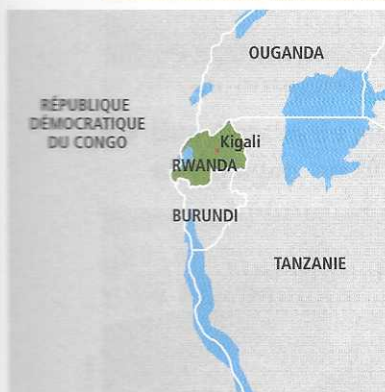 OUGANDA
RÉPUBLIQUE
DÉMOCRATIQUE
DU CONGO
Kigali
RWANDA
BURUNDI
TANZANIE